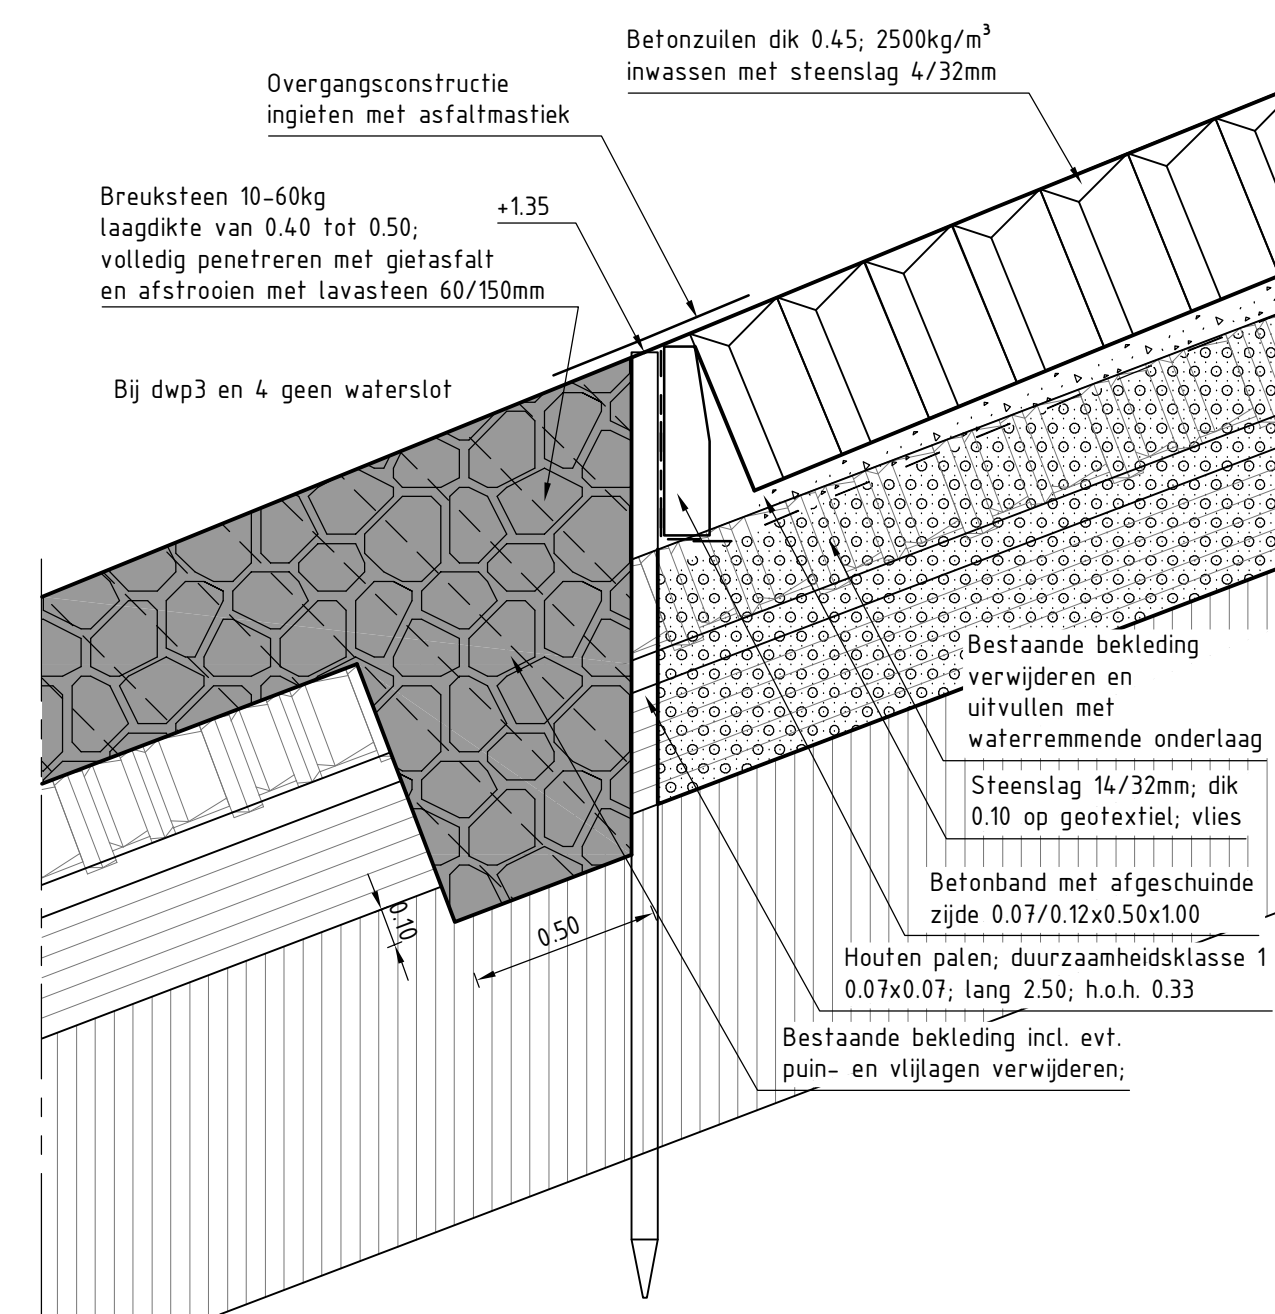 Betonzuilen dik 0.45; 2500kg/m³
inwassen met steenslag 4/32mm
Overgangsconstructie
ingieten met asfaltmastiek
Breuksteen 10-60kg
laagdikte van 0.40 tot 0.50;
volledig penetreren met gietasfalt
en afstrooien met lavasteen 60/150mm
+1.35
Bij dwp3 en 4 geen waterslot
Bestaande bekleding
verwijderen en
uitvullen met
waterremmende onderlaag
Steenslag 14/32mm; dik
0.10 op geotextiel; vlies
Betonband met afgeschuinde
zijde 0.07/0.12x0.50x1.00
0.10
0.50
Houten palen; duurzaamheidsklasse 1
0.07x0.07; lang 2.50; h.o.h. 0.33
Bestaande bekleding incl. evt.
puin- en vlijlagen verwijderen;